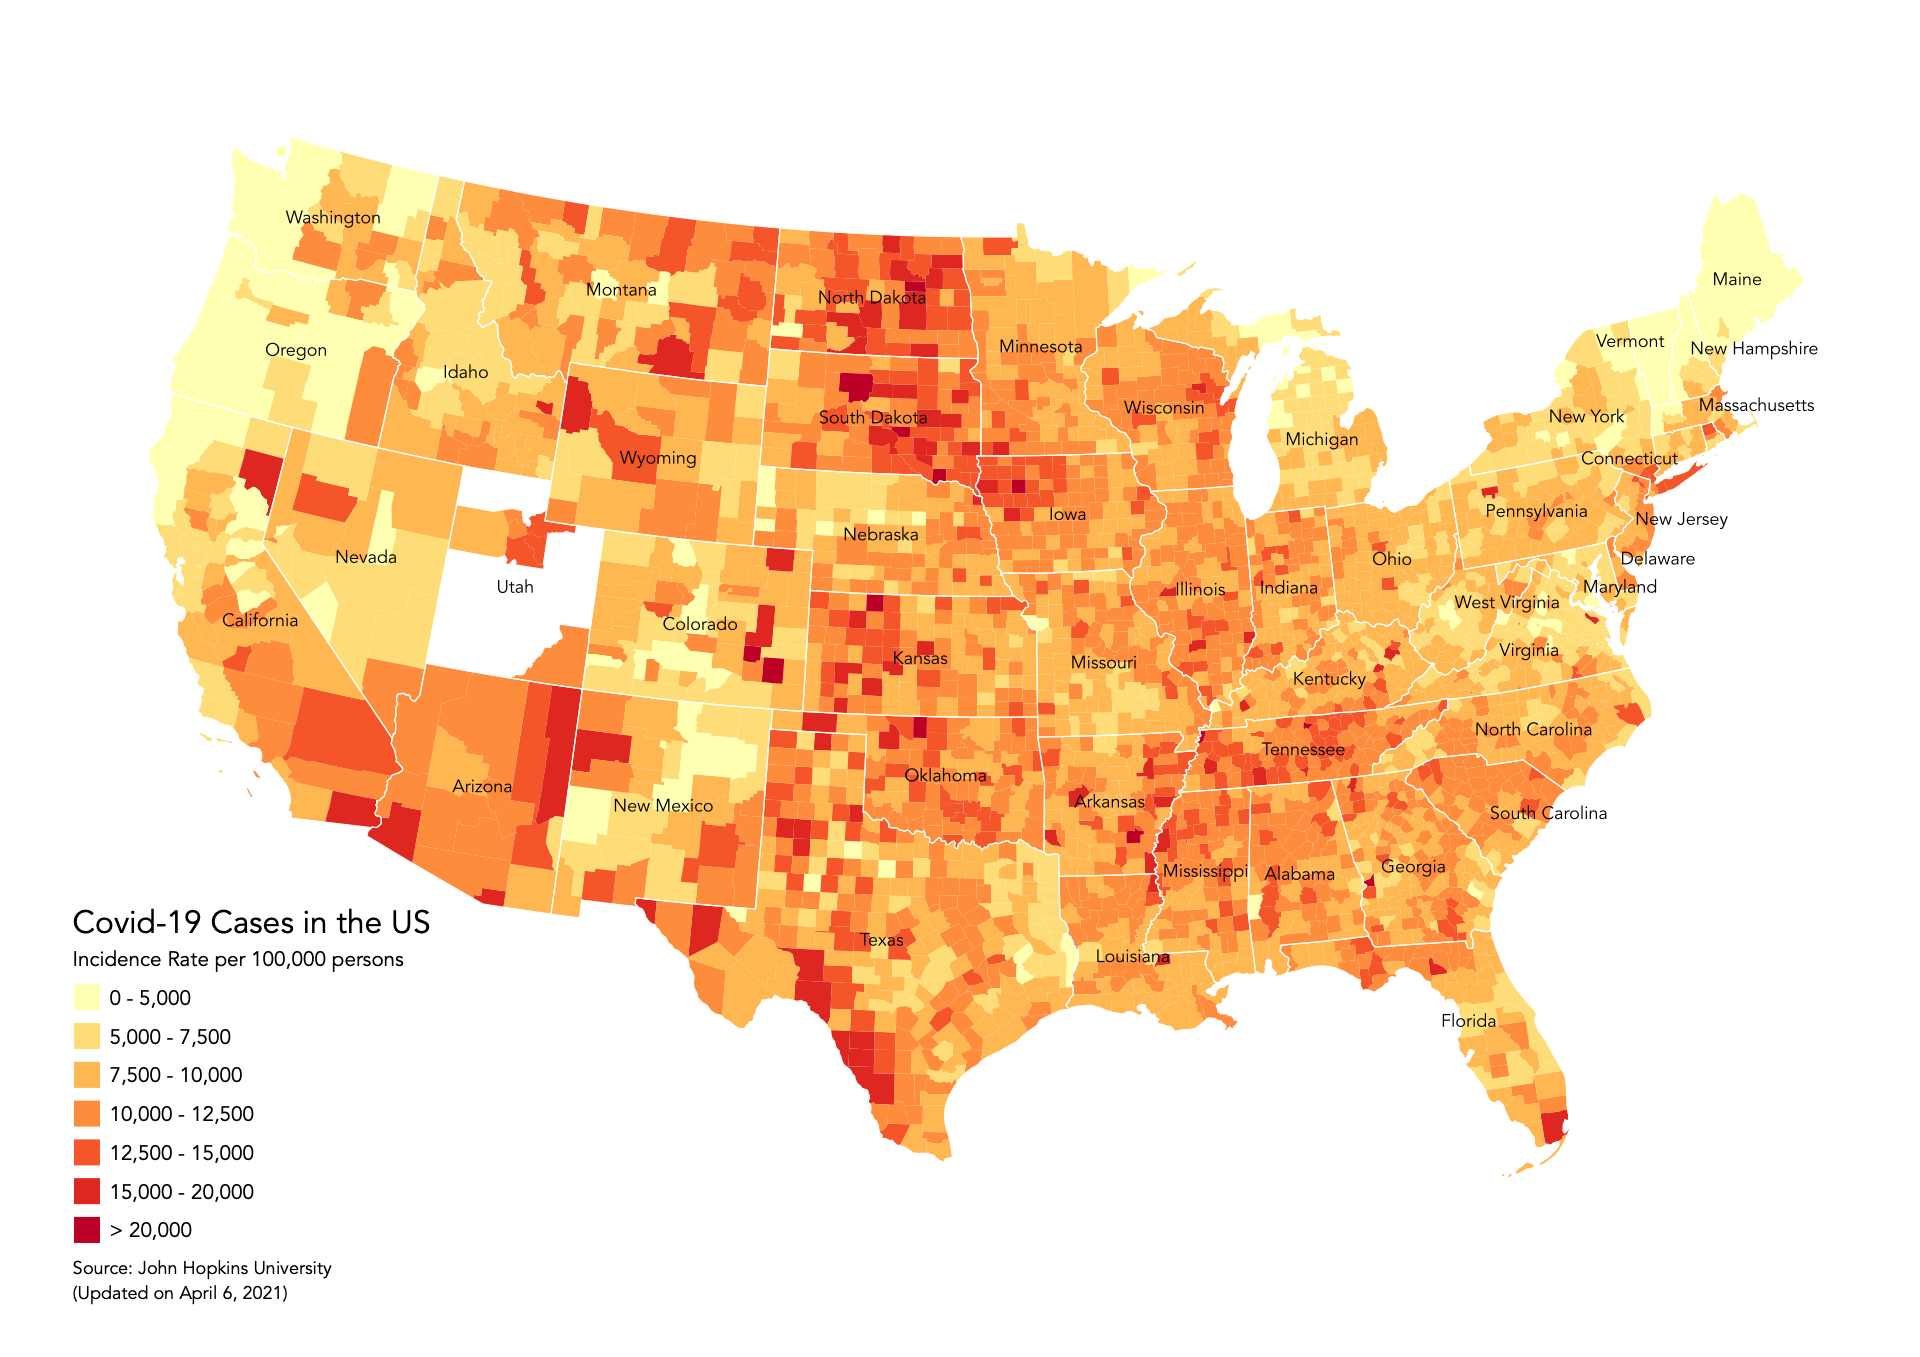 Washington
Montana
North Dakota
Minnesota
Maine
Oregon
Idaho
Vermont
New Hampshire
Wisconsin
South Dakota
New York
Massachusetts
Michigan
Wyoming
Connecticut
Iowa
Pennsylvania
New Jersey
Nebraska
Nevada
Ohio
Delaware
Utah
Illinois
Indiana
Maryland
West Virginia
California
Colorado
Kansas
Missouri
Virginia
Kentucky
North Carolina
Tennessee
Oklahoma
Arizona
New Mexico
Arkansas
South Carolina
Mississippi
Alabama
Georgia
Texas
Louisiana
Florida
Covid-19 Cases in the US
Incidence Rate per 100,000 persons
0 - 5,000
5,000 - 7,500
7,500 - 10,000
10,000 - 12,500
12,500 - 15,000
15,000 - 20,000
> 20,000
Source: John Hopkins University
(Updated on April 6, 2021)